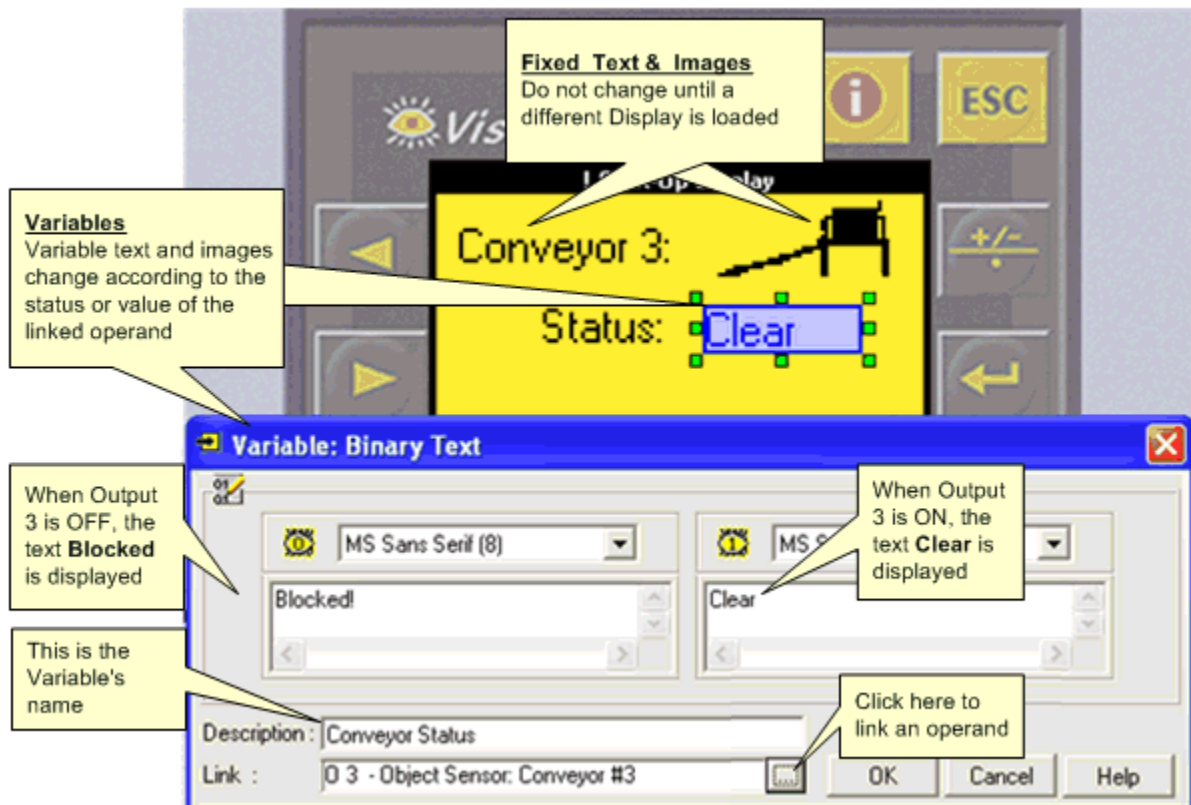 Fixed Text & Images
Do not change until a
different Display is loaded
ESC
Vis
Variables
Variable text and images
change according to the
status or value of the
linked operand
+/-
Conveyor 3:
Status:
Clear
Variable: Binary Text
When Output
3 is OFF, the
text Blocked
is displayed
0
MS Sans Serif (8)
1
MS S
When Output
3 is ON, the
text Clear is
displayed
Blocked!
Clear
This is the
Variable's
name
Click here to
link an operand
Description : Conveyor Status
Link : O 3 - Object Sensor: Conveyor #3
...
OK Cancel Help